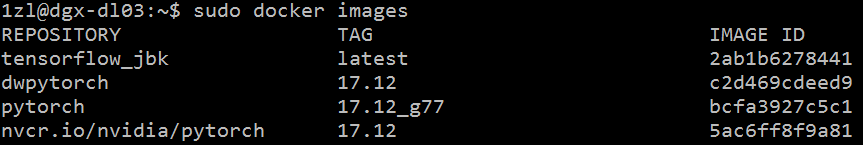 1zl@dgx-dl03:~$ sudo docker images
REPOSITORY TAG IMAGE ID
tensorflow_jbk latest 2ab1b6278441
dwpytorch 17.12 c2d469cdeed9
pytorch 17.12_g77 bcfa3927c5c1
nvcr.io/nvidia/pytorch 17.12 5ac6ff8f9a81